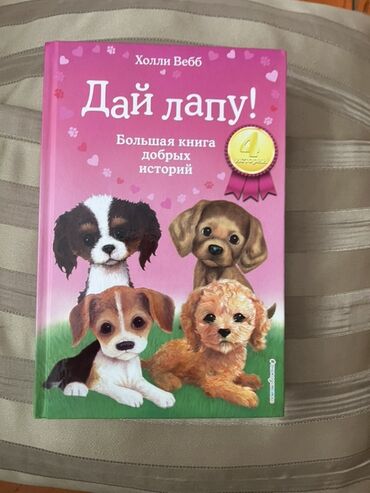 Холли Вебб
Дай лапу!
Большая книга
добрых
историй
4
истории